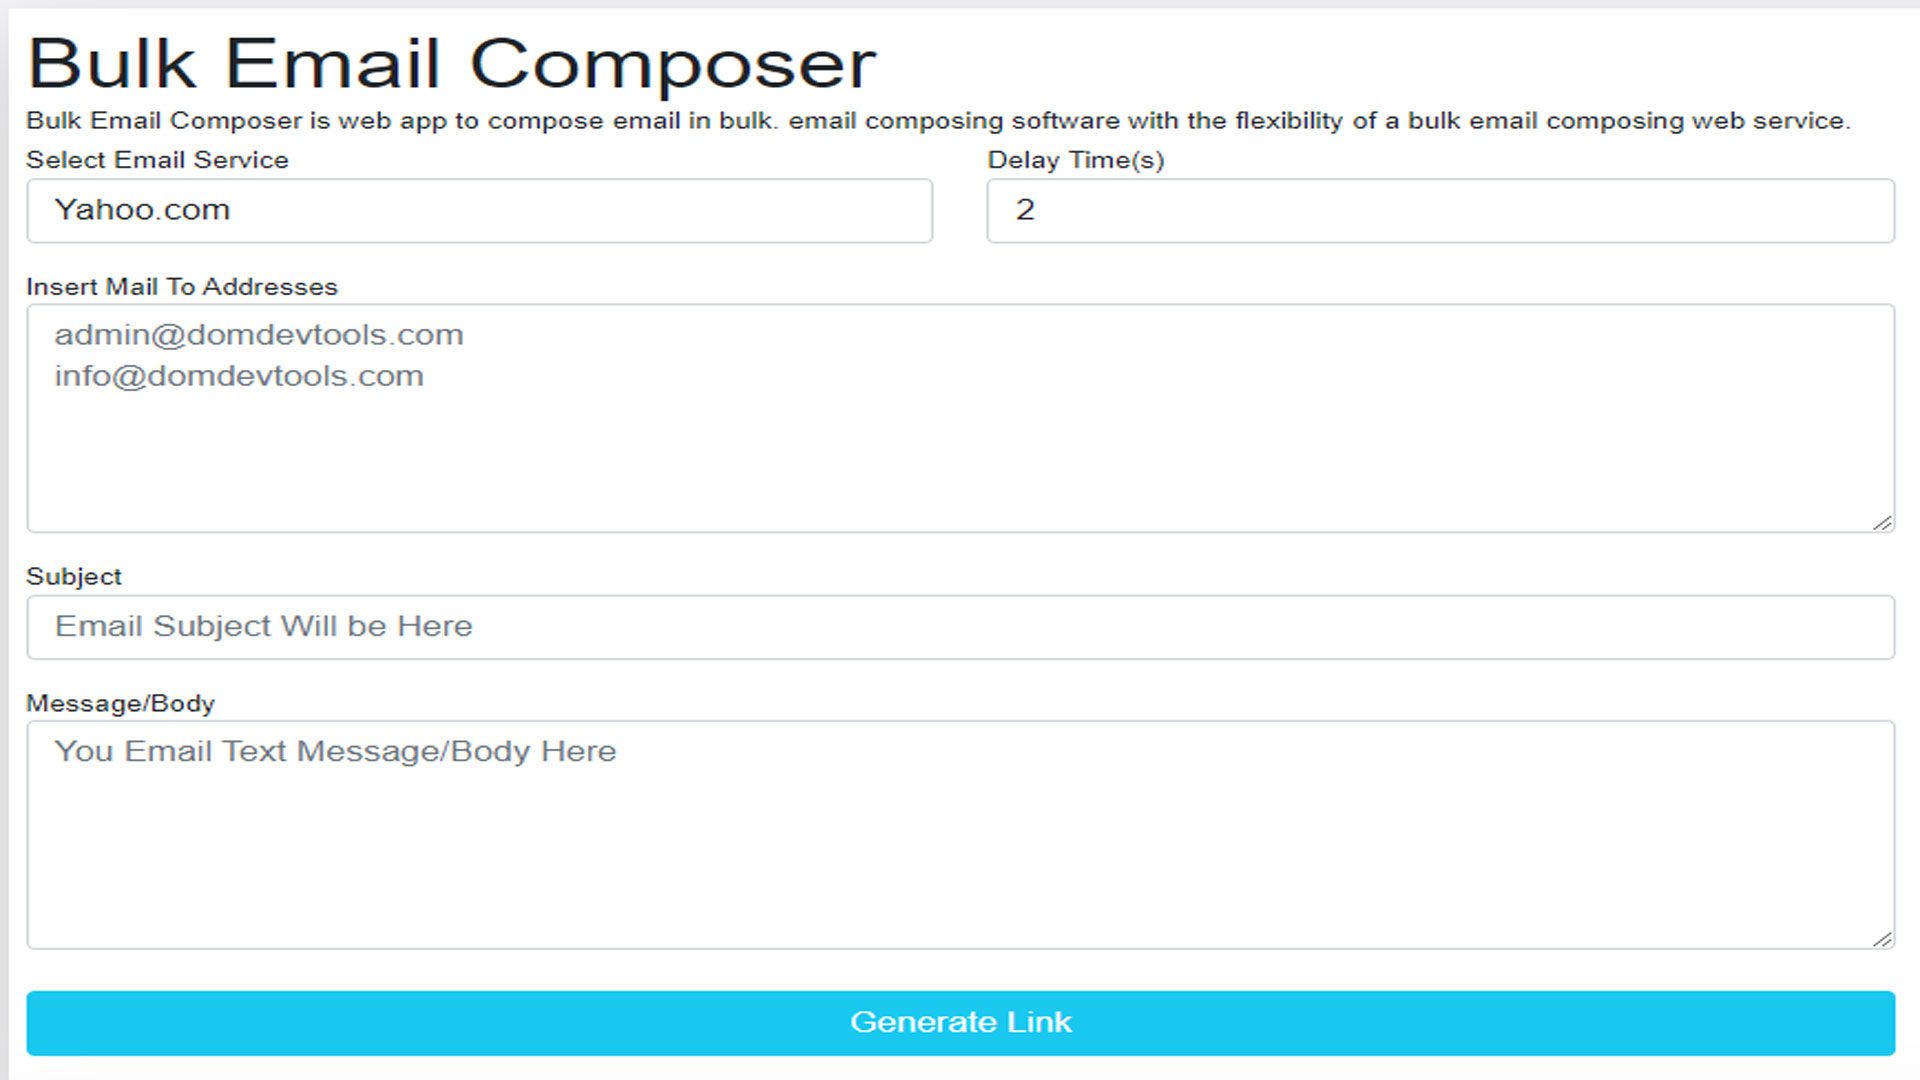 Bulk Email Composer
Bulk Email Composer is web app to compose email in bulk. email composing software with the flexibility of a bulk email composing web service.
Select Email Service
Delay Time(s)
Yahoo.com
2
Insert Mail To Addresses
admin@domdevtools.com
info@domdevtools.com
Subject
Email Subject Will be Here
Message/Body
You Email Text Message/Body Here
Generate Link